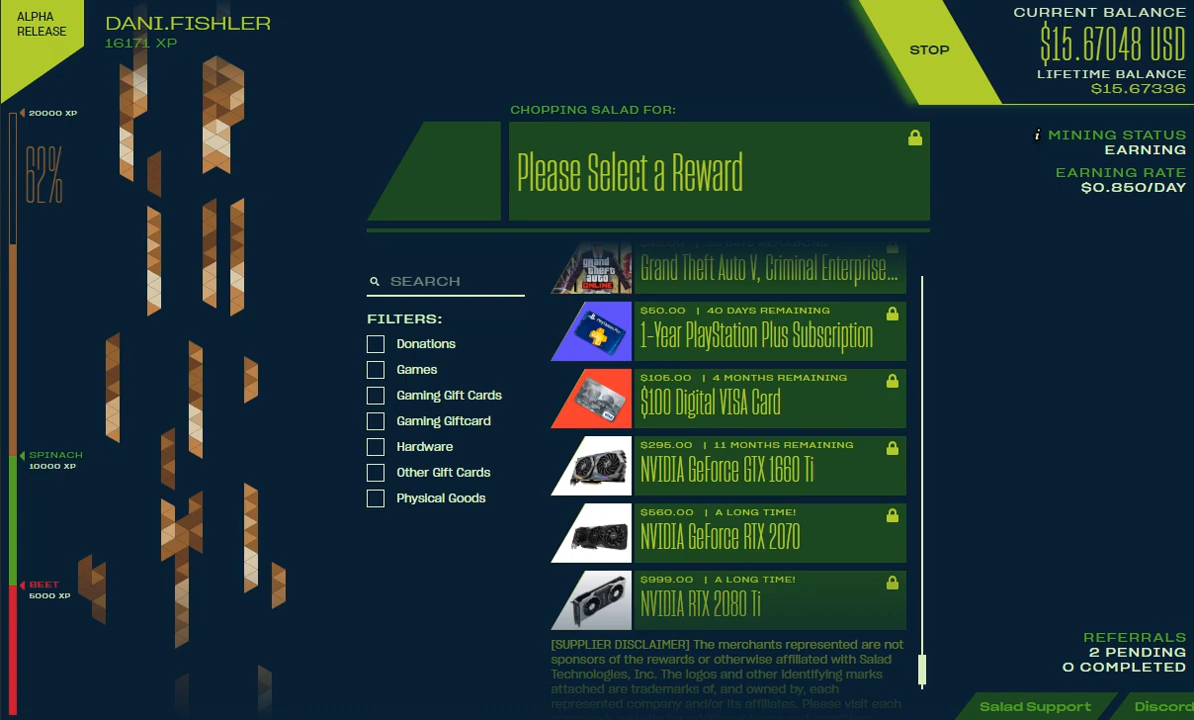 ALPHA
RELEASE
DANI.FISHLER
16171 XP
STOP
CURRENT BALANCE
$15.67048 USD
LIFETIME BALANCE
$15.67336
20000 XP
62%
SPINACH
10000 XP
BEET
5000 XP
CHOPPING SALAD FOR:
Please Select a Reward
i MINING STATUS
EARNING
EARNING RATE
$0.850/DAY
SEARCH
FILTERS:
Donations
Games
Gaming Gift Cards
Gaming Giftcard
Hardware
Other Gift Cards
Physical Goods
DAYS REMAINING
Grand Theft Auto V, Criminal Enterprise...
grand
theft
auto
ONLINE
$50.00 | 40 DAYS REMAINING
1-Year PlayStation Plus Subscription
$105.00 | 4 MONTHS REMAINING
$100 Digital VISA Card
$295.00 | 11 MONTHS REMAINING
NVIDIA GeForce GTX 1660 Ti
$560.00 | A LONG TIME!
NVIDIA GeForce RTX 2070
$999.00 | A LONG TIME!
NVIDIA RTX 2080 Ti
[SUPPLIER DISCLAIMER] The merchants represented are not
sponsors of the rewards or otherwise affiliated with Salad
Technologies, Inc. The logos and other identifying marks
attached are trademarks of, and owned by, each
represented company and/or its affiliates. Please visit each
REFERRALS
2 PENDING
0 COMPLETED
Salad Support
Discord